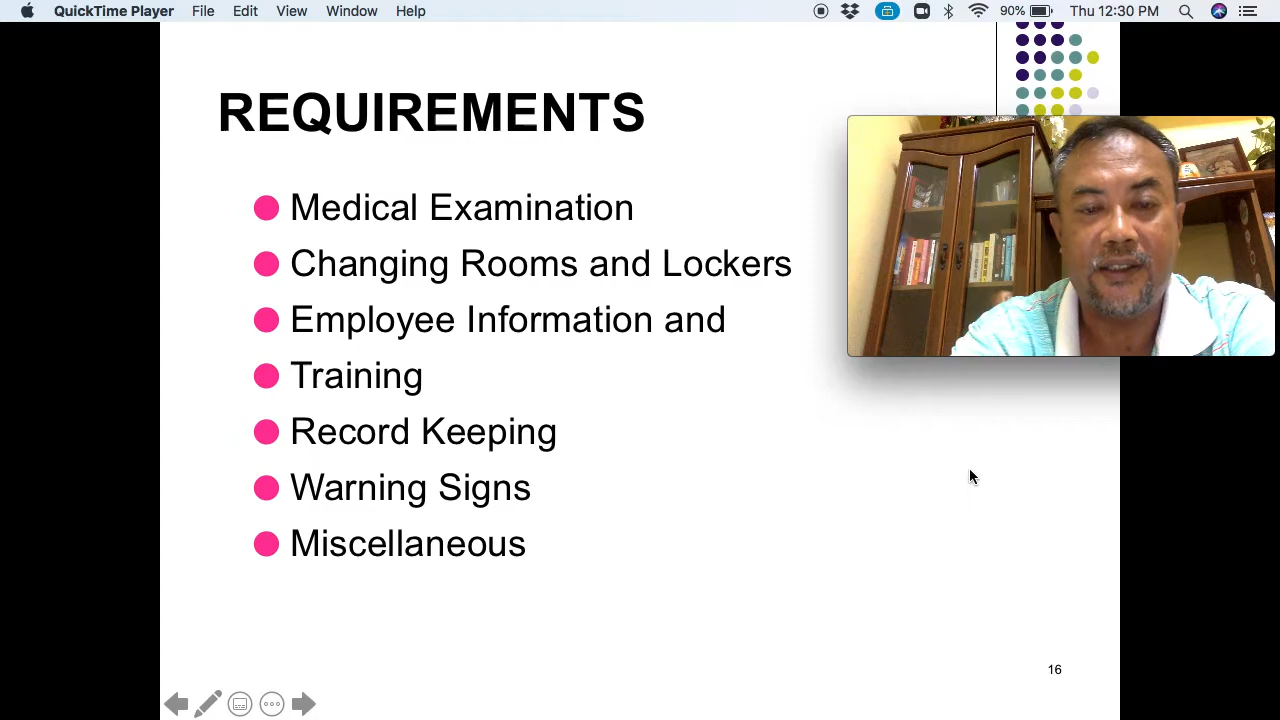 QuickTime Player File Edit View Window Help 90% Thu 12:30 PM
REQUIREMENTS
Medical Examination
Changing Rooms and Lockers
Employee Information and
Training
Record Keeping
Warning Signs
Miscellaneous
16